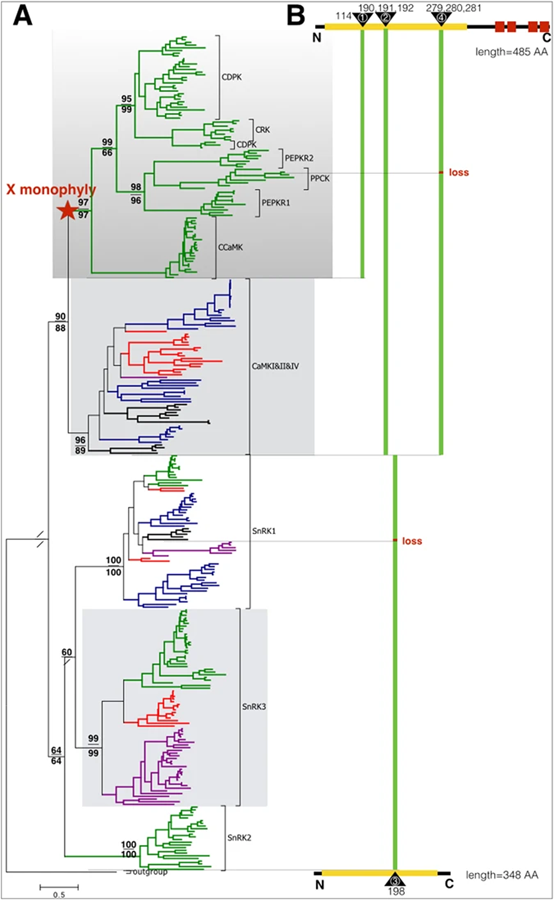 A
B
190,191,192
279,280,281
114
1
2
4
N
C
length=485 AA
CDPK
95
99
CRK
CDPK
99
66
PEPKR2
PPCK
loss
X monophyly
97
97
98
96
PEPKR1
CCaMK
90
88
CaMKI&II&IV
96
89
SnRK1
loss
100
100
60
SnRK3
99
99
64
64
SnRK2
100
100
outgroup
N
C
length=348 AA
3
198
0.5